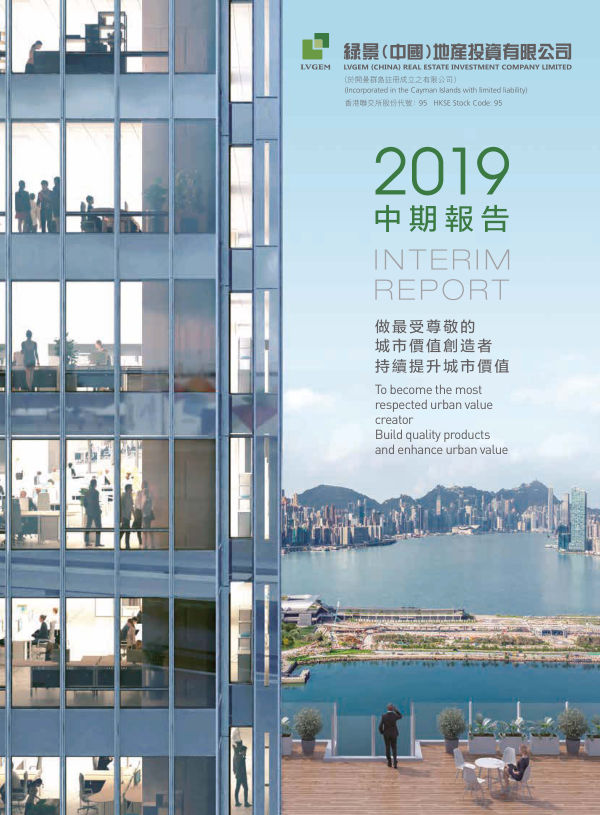 LVGEM
綠景(中國)地產投資有限公司
LVGEM (CHINA) REAL ESTATE INVESTMENT COMPANY LIMITED
(於開曼群島註冊成立之有限公司)
(Incorporated in the Cayman Islands with limited liability)
香港聯交所股份代號：95 HKSE Stock Code: 95
2019
中期報告
INTERIM
REPORT
做最受尊敬的
城市價值創造者
持續提升城市價值
To become the most
respected urban value
creator
Build quality products
and enhance urban value